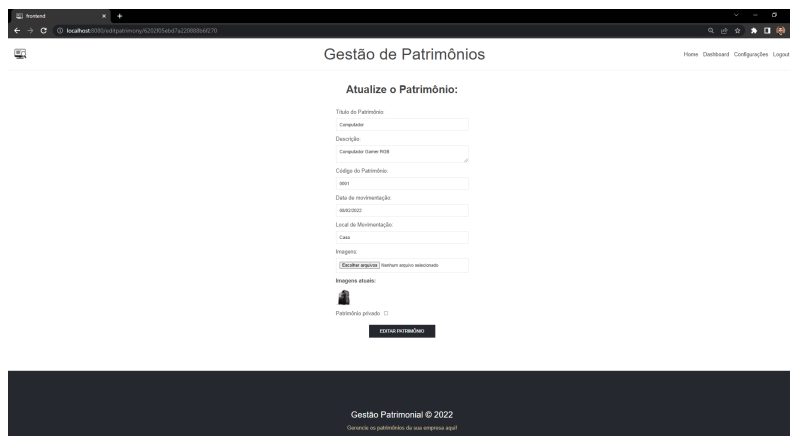 frontend
localhost:8080/editpatrimony/6202f05ebd7a220888b6f270
Gestão de Patrimônios
Home Dashboard Configurações Logout
Atualize o Patrimônio:
Título do Patrimônio:
Computador
Descrição:
Computador Gamer RGB
Código do Patrimônio:
0001
Data de movimentação:
08/02/2022
Local de Movimentação:
Casa
Imagens:
Escolher arquivos Nenhum arquivo selecionado
Imagens atuais:
Patrimônio privado
EDITAR PATRIMÔNIO
Gestão Patrimonial © 2022
Gerencie os patrimônios da sua empresa aqui!